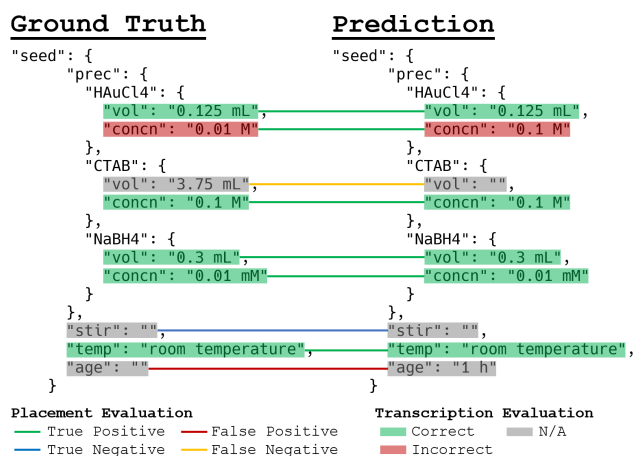 Ground Truth Prediction
"seed": { "seed": {
"prec": { "prec": {
"HAuCl4": { "HAuCl4": {
"vol": "0.125 mL", "vol": "0.125 mL",
"concn": "0.01 M" "concn": "0.1 M"
}, },
"CTAB": { "CTAB": {
"vol": "3.75 mL", "vol": "",
"concn": "0.1 M" "concn": "0.1 M"
}, },
"NaBH4": { "NaBH4": {
"vol": "0.3 mL", "vol": "0.3 mL",
"concn": "0.01 mM" "concn": "0.01 mM"
} }
}, },
"stir": "", "stir": "",
"temp": "room temperature", "temp": "room temperature",
"age": "" "age": "1 h"
} }
Placement Evaluation Transcription Evaluation
True Positive False Positive Correct N/A
True Negative False Negative Incorrect